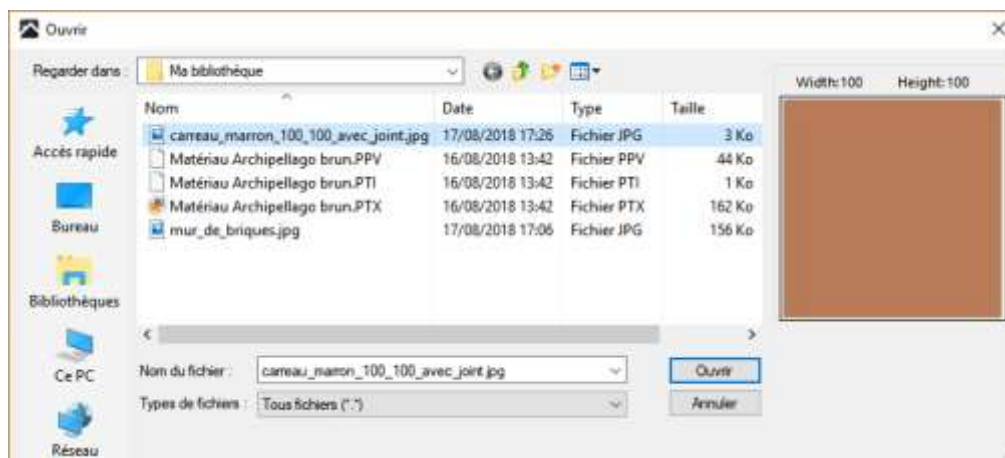 Ouvrir
Regarder dans : Ma bibliothèque
Width:100 Height:100
Nom Date Type Taille
carreau_marron_100_100_avec_joint.jpg 17/08/2018 17:26 Fichier JPG 3 Ko
Matériau Archipellago brun.PPV 16/08/2018 13:42 Fichier PPV 44 Ko
Matériau Archipellago brun.PTI 16/08/2018 13:42 Fichier PTI 1 Ko
Matériau Archipellago brun.PTX 16/08/2018 13:42 Fichier PTX 162 Ko
mur_de_briques.jpg 17/08/2018 17:06 Fichier JPG 156 Ko
Accès rapide
Bureau
Bibliothèques
Ce PC
Réseau
Nom du fichier : carreau_marron_100_100_avec_joint.jpg Ouvrir
Types de fichiers : Tous fichiers (*.*) Annuler